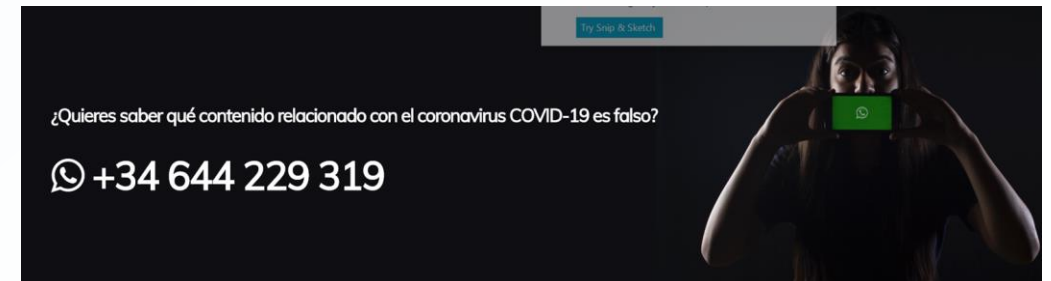 Try Snip & Sketch
¿Quieres saber qué contenido relacionado con el coronavirus COVID-19 es falso?
+34 644 229 319